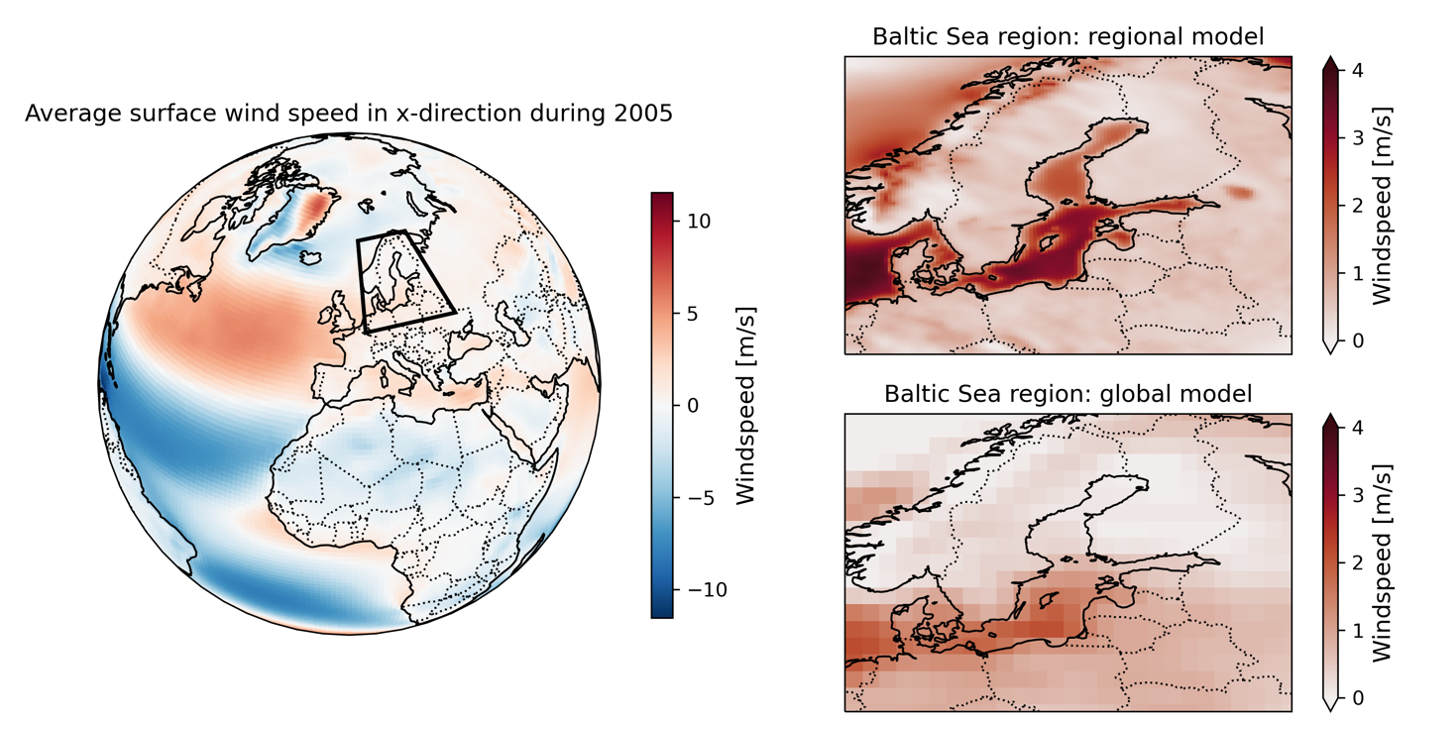 Average surface wind speed in x-direction during 2005
10
5
0
−5
−10
Windspeed [m/s]
Baltic Sea region: regional model
4
3
2
1
0
Windspeed [m/s]
Baltic Sea region: global model
4
3
2
1
0
Windspeed [m/s]